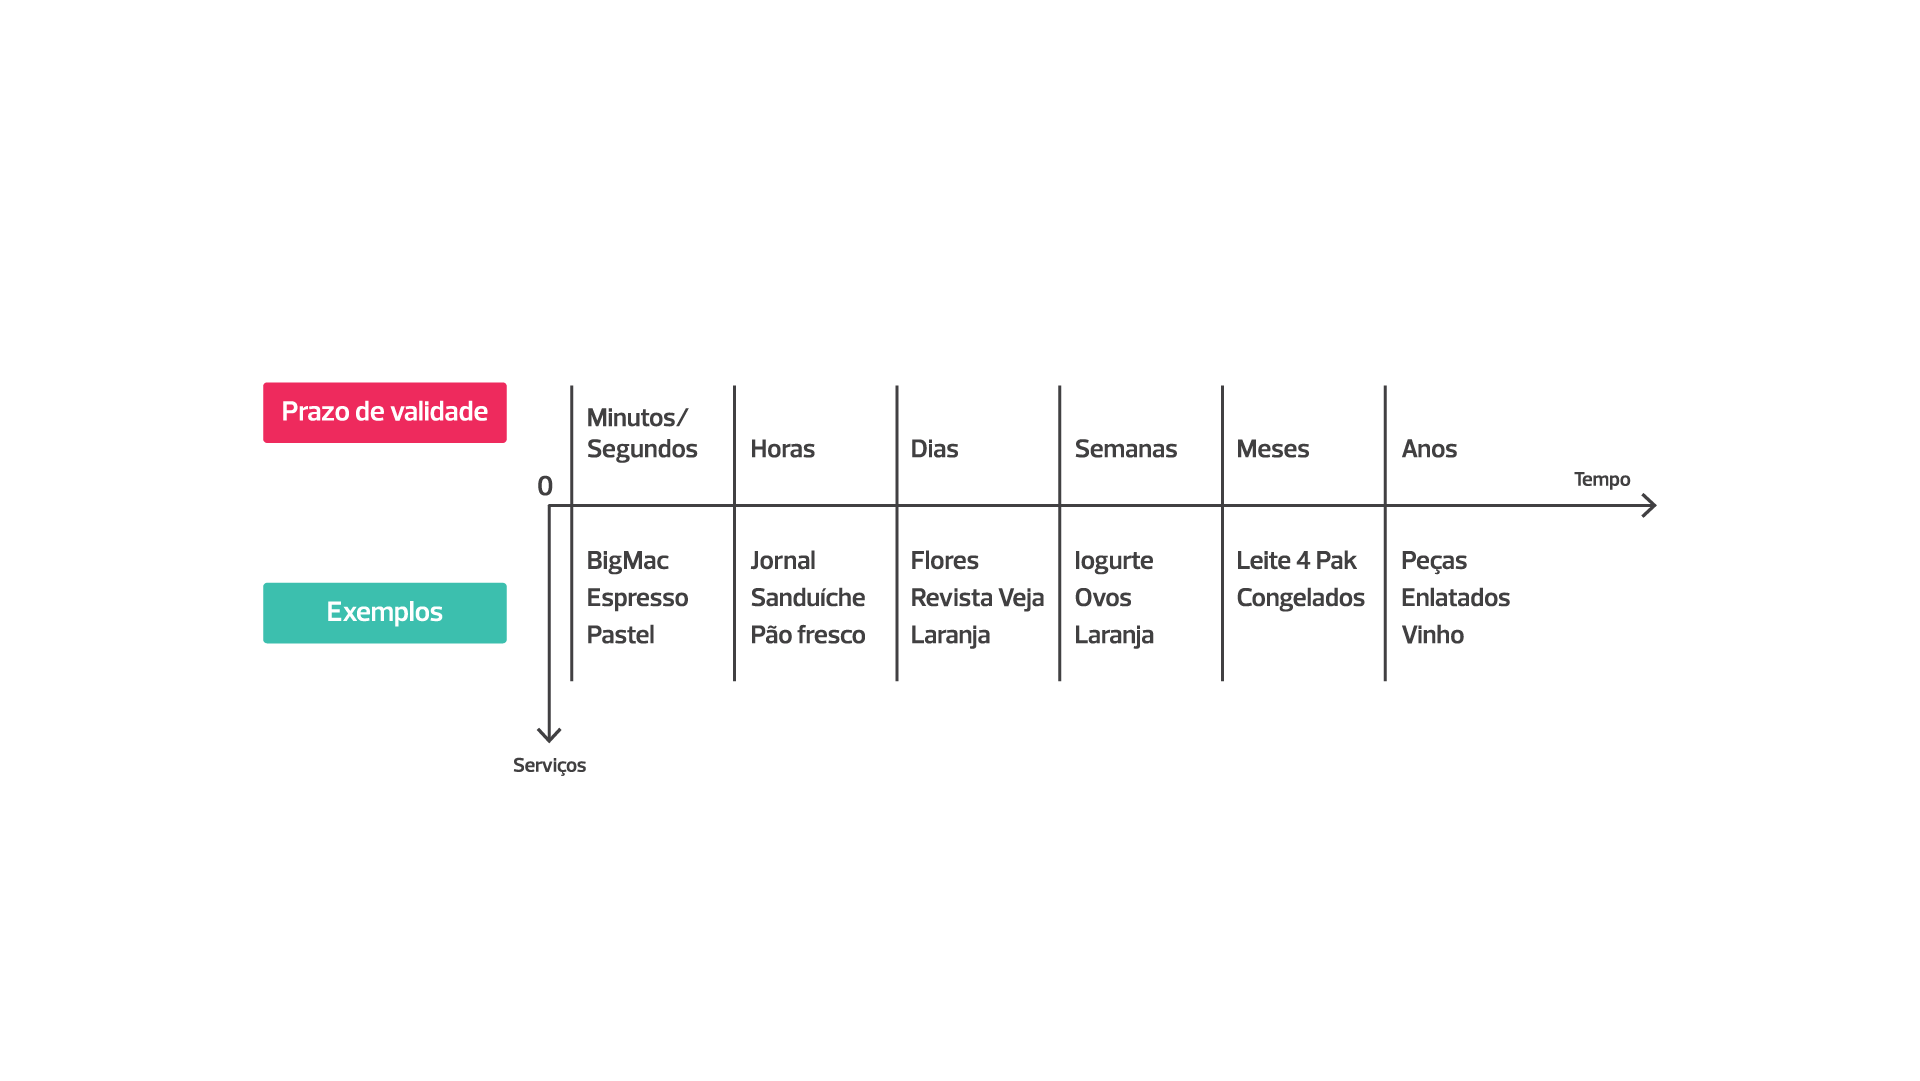 Prazo de validade
Minutos/
Segundos
Horas
Dias
Semanas
Meses
Anos
0
Tempo
Exemplos
BigMac
Espresso
Pastel
Jornal
Sanduíche
Pão fresco
Flores
Revista Veja
Laranja
Iogurte
Ovos
Laranja
Leite 4 Pak
Congelados
Peças
Enlatados
Vinho
Serviços